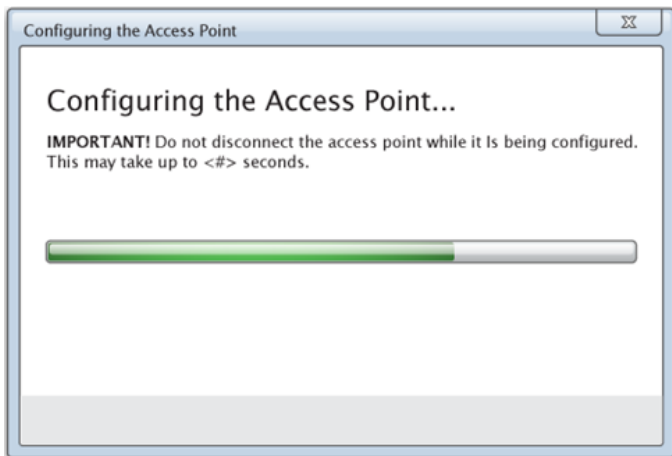 Configuring the Access Point
X
Configuring the Access Point...
IMPORTANT! Do not disconnect the access point while it Is being configured.
This may take up to <#> seconds.